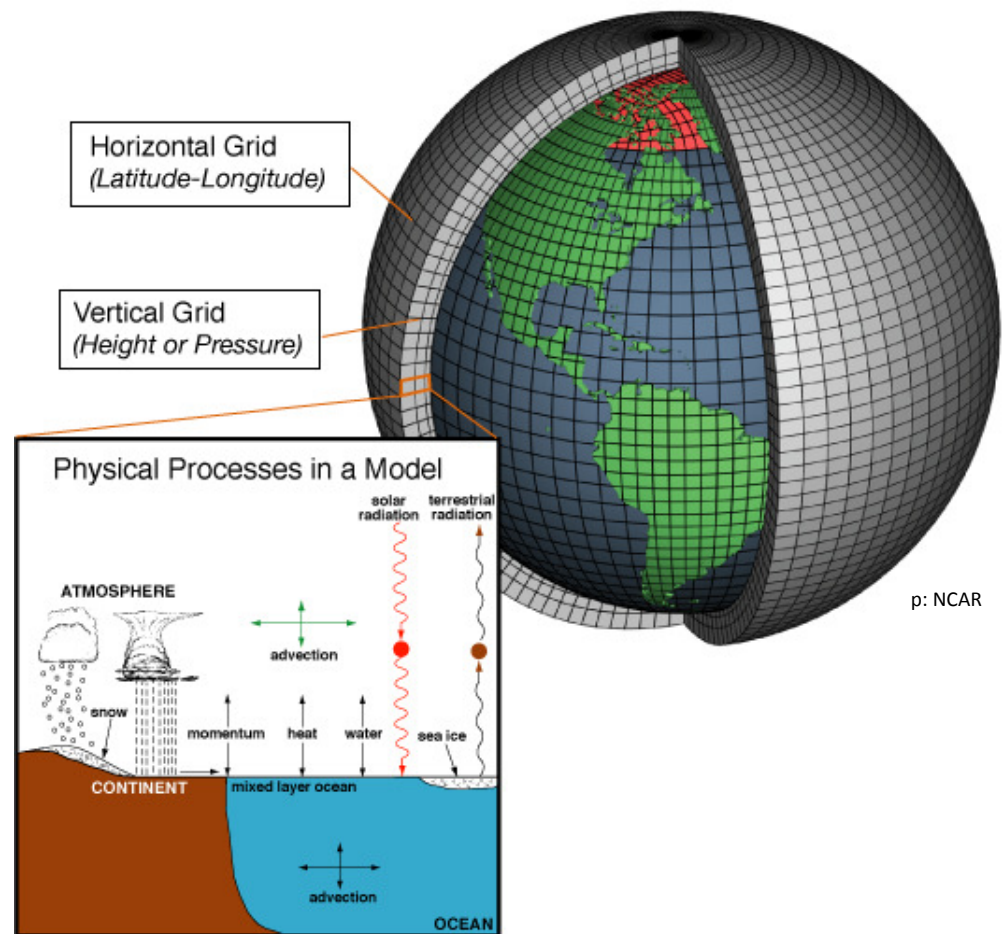 Horizontal Grid
(Latitude-Longitude)
Vertical Grid
(Height or Pressure)
p: NCAR
Physical Processes in a Model
solar
radiation
terrestrial
radiation
ATMOSPHERE
advection
snow
momentum
heat
water
sea ice
CONTINENT
mixed layer ocean
advection
OCEAN